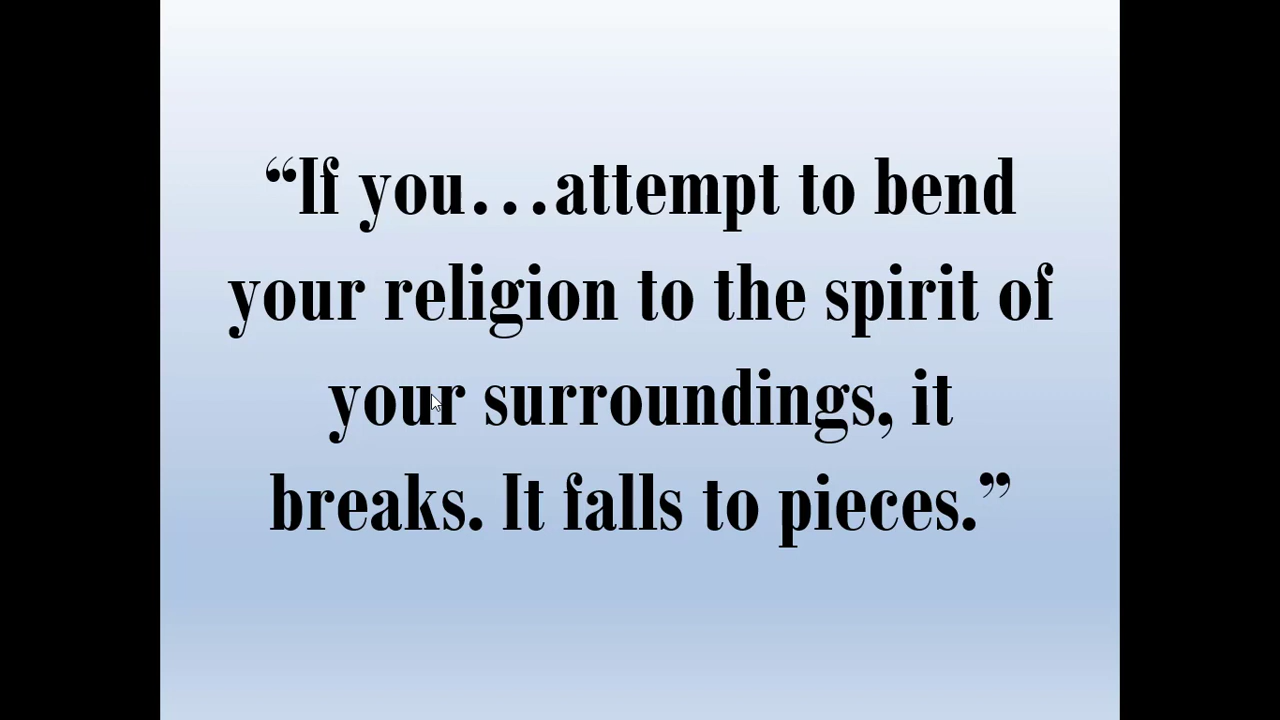 “If you…attempt to bend
your religion to the spirit of
your surroundings, it
breaks. It falls to pieces.”